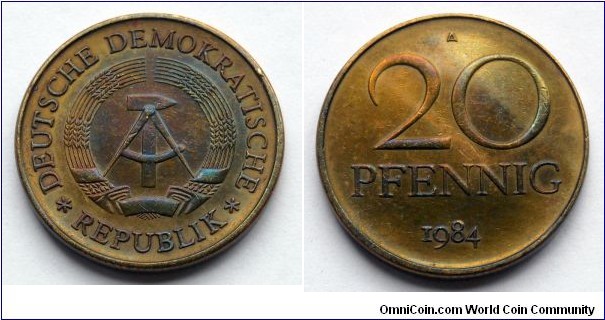 DEUTSCHE DEMOKRATISCHE
* REPUBLIK *
A
20
PFENNIG
1984
OmniCoin.com World Coin Community